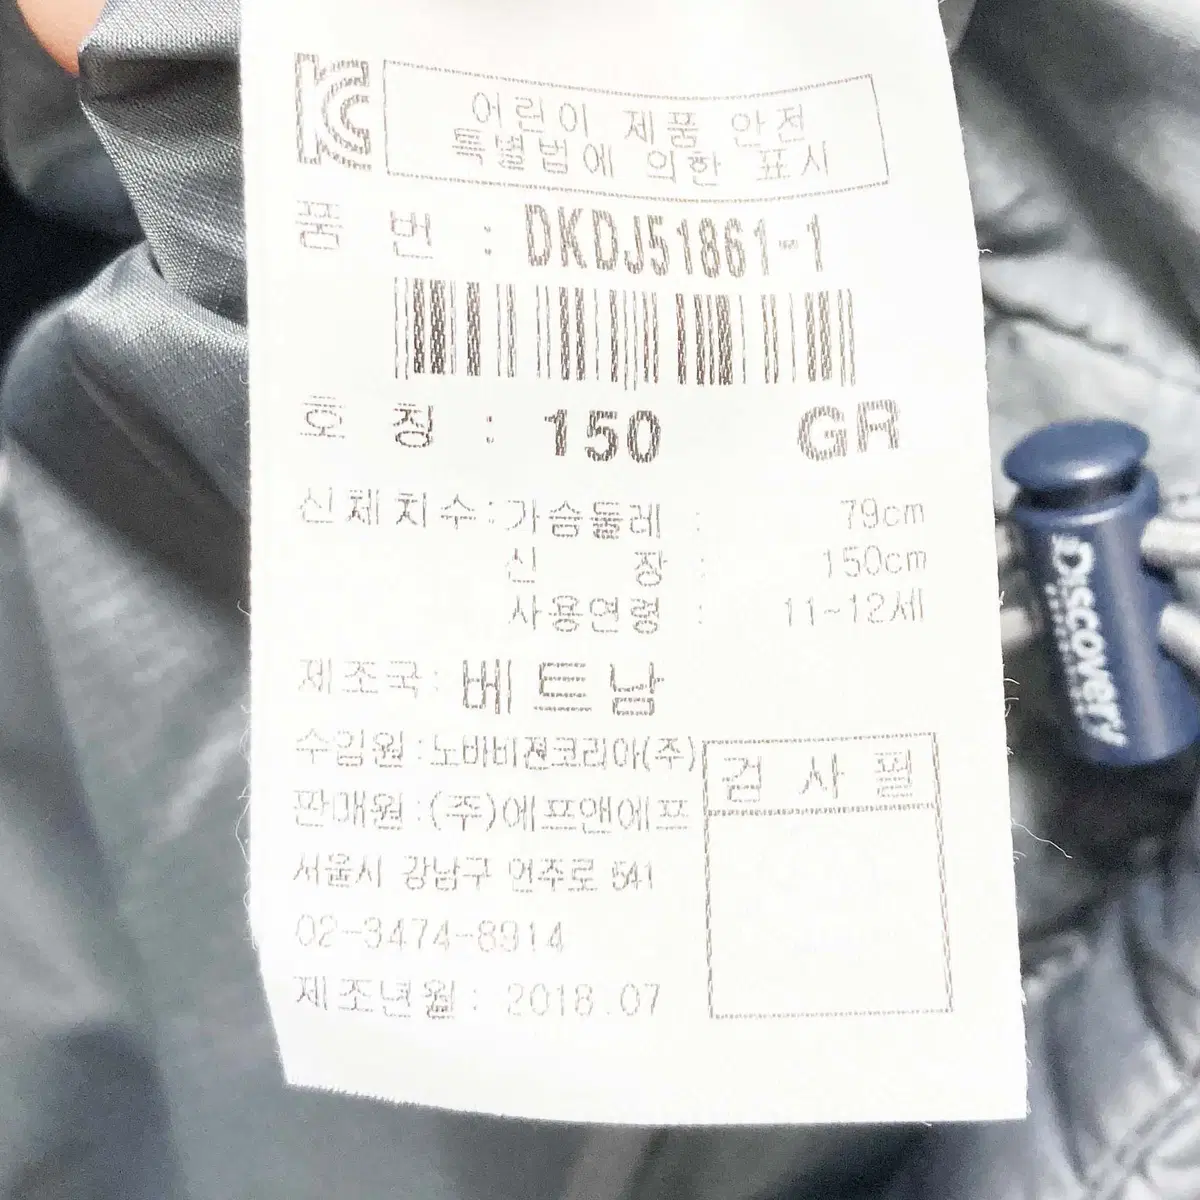 KC
어린이 제품 안전
특별법에 의한 표시
품 번 : DKDJ51861-1
호 칭 : 150 GR
신체치수 : 가슴둘레 : 79cm
신 장 : 150cm
사용연령 : 11~12세
제조국 : 베트남
수입원 : 노바비젼코리아(주)
판매원 : (주)에프앤에프
서울시 강남구 언주로 541
02-3474-8914
제조년월 : 2018.07
검 사 필
Discovery